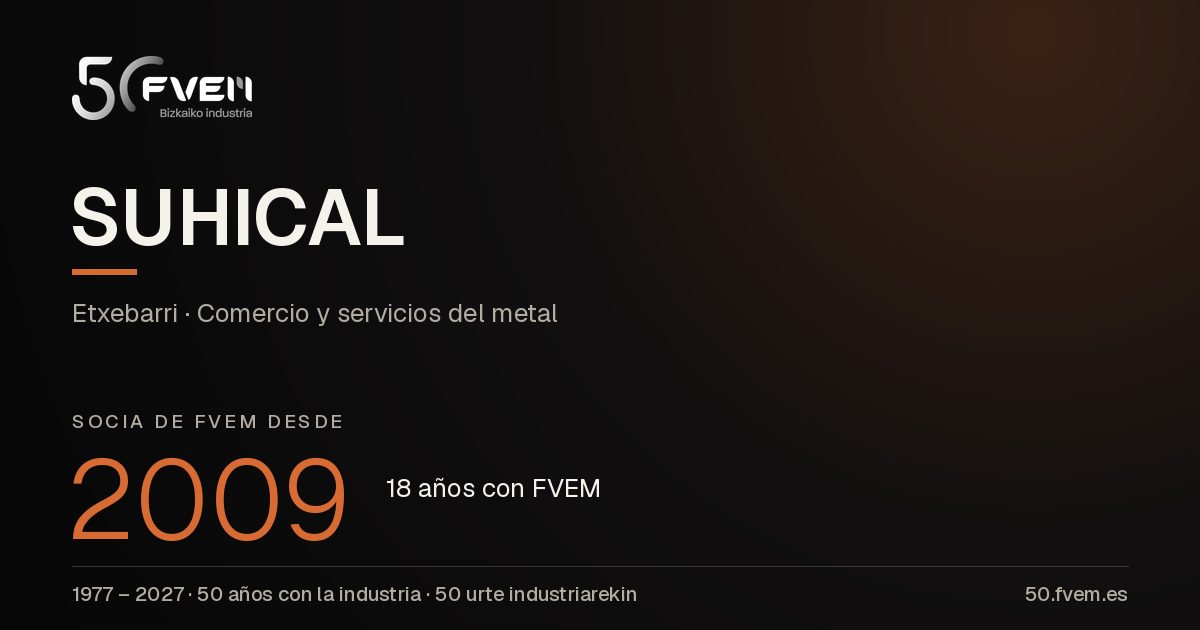 50 FVEM
Bizkaiko industria
SUHICAL
Etxebarri · Comercio y servicios del metal
SOCIA DE FVEM DESDE
2009
18 años con FVEM
1977 – 2027 · 50 años con la industria · 50 urte industriarekin
50.fvem.es